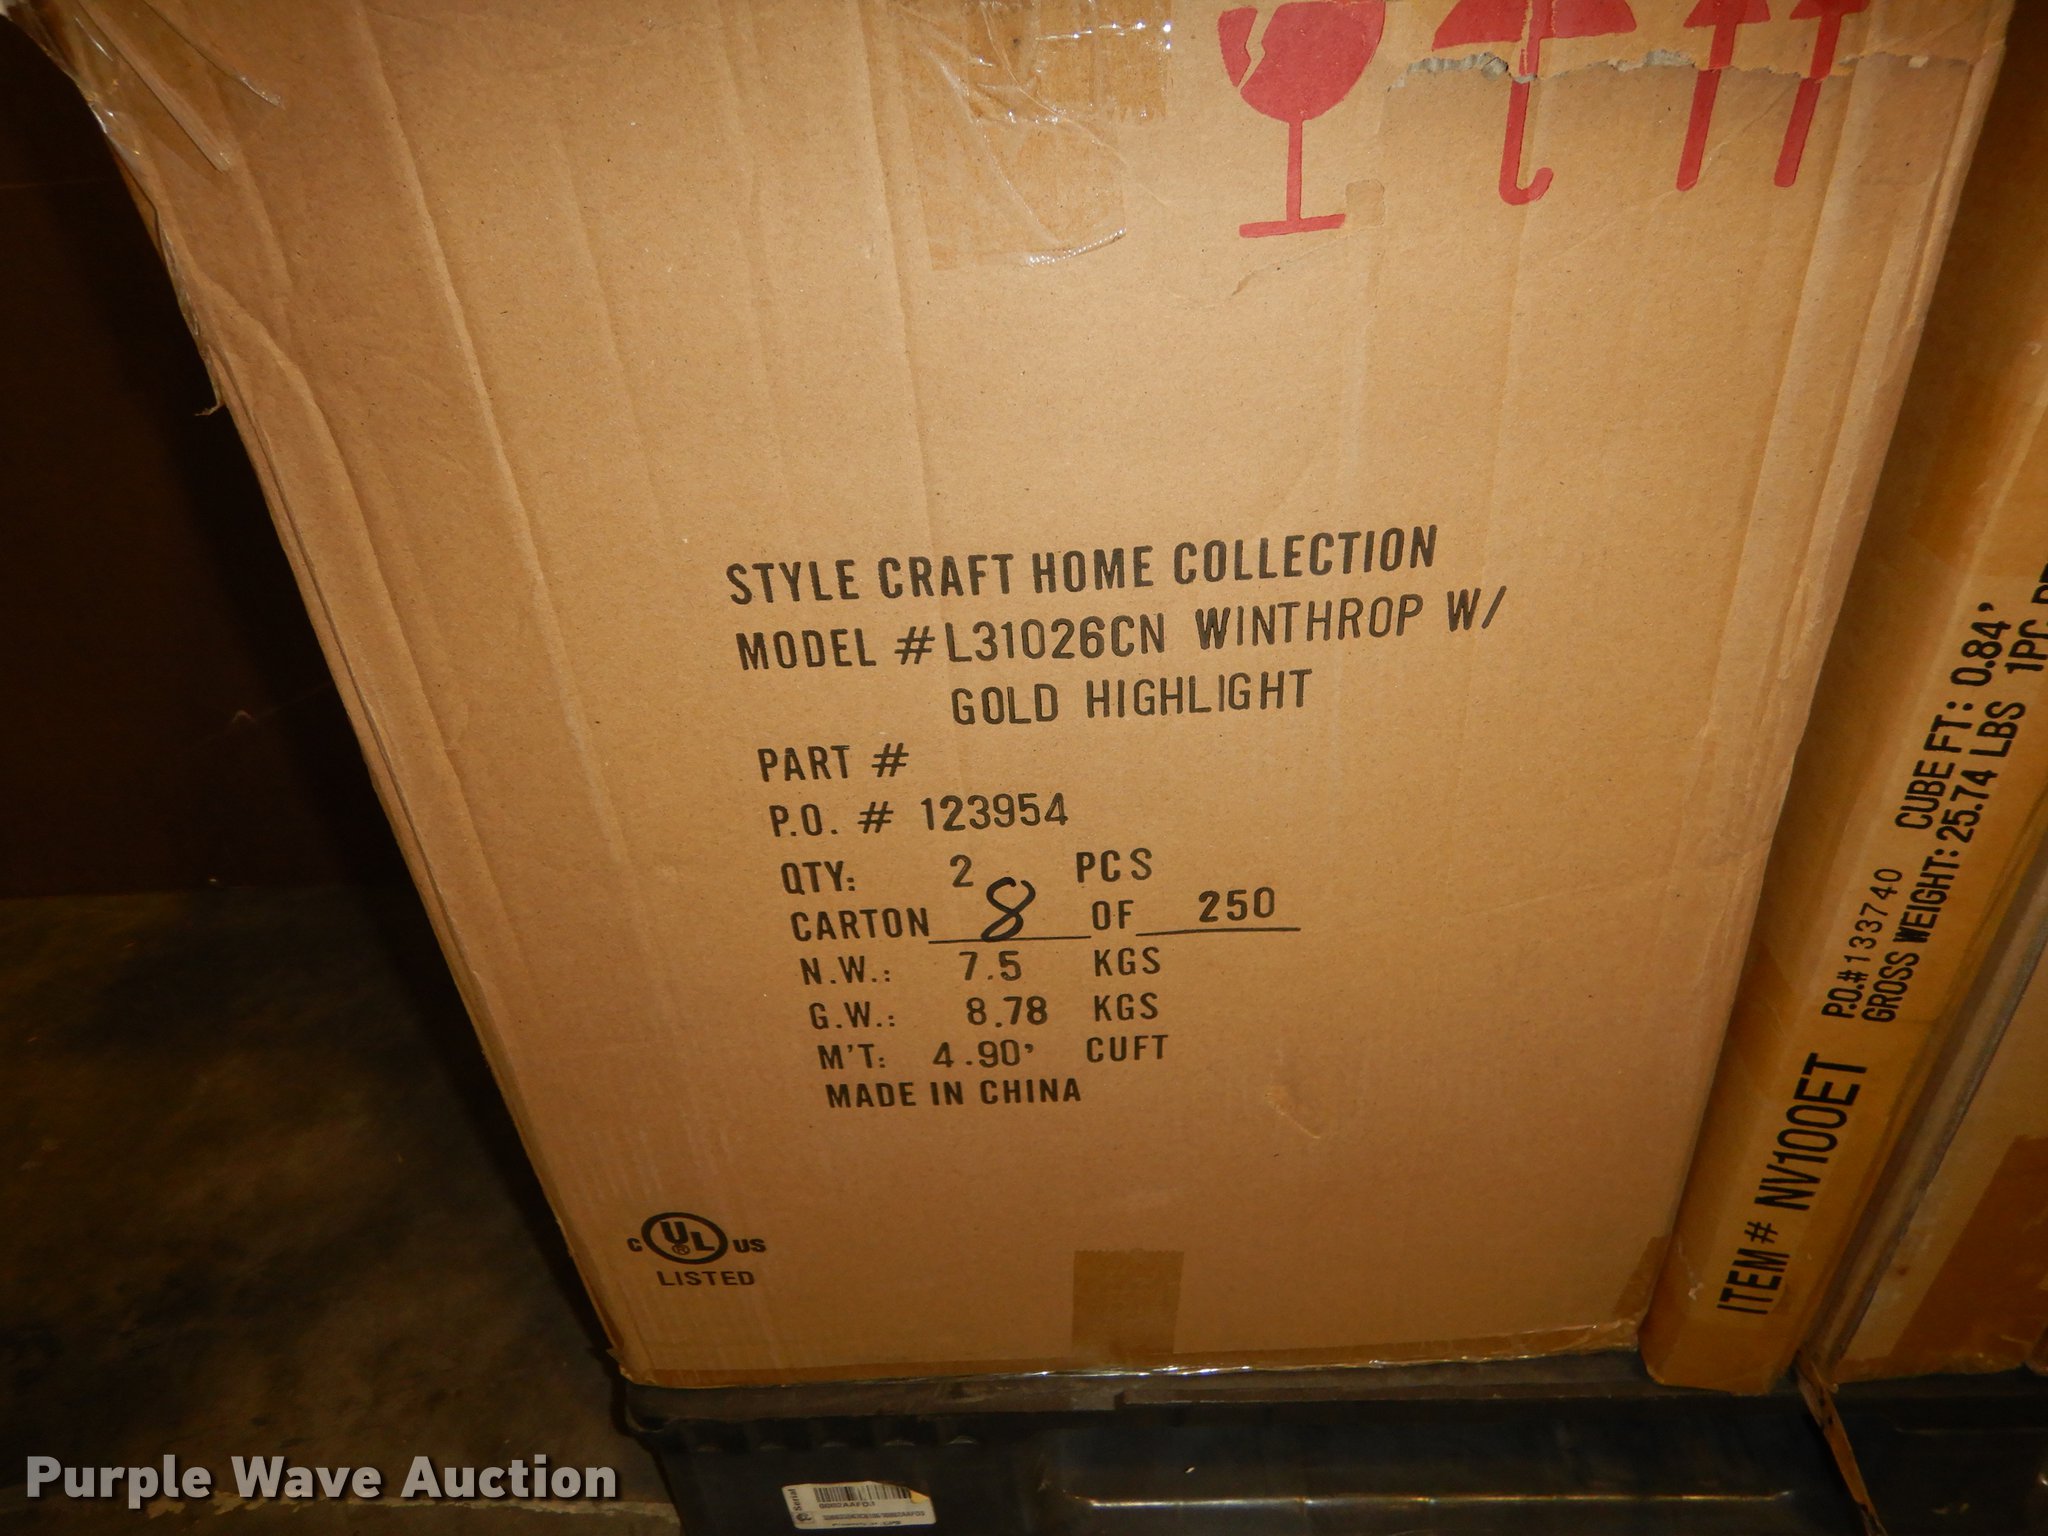 STYLE CRAFT HOME COLLECTION
MODEL # L31026CN WINTHROP W/
GOLD HIGHLIGHT
PART #
P.O. # 123954
QTY: 2 PCS
CARTON 8 OF 250
N.W.: 7.5 KGS
G.W.: 8.78 KGS
M'T: 4.90' CUFT
MADE IN CHINA
C UL® US
LISTED
ITEM# NV100ET
P.O.#133740 CUBE FT: 0.84'
GROSS WEIGHT: 25.74 LBS 1PC
Serial
Purple Wave Auction